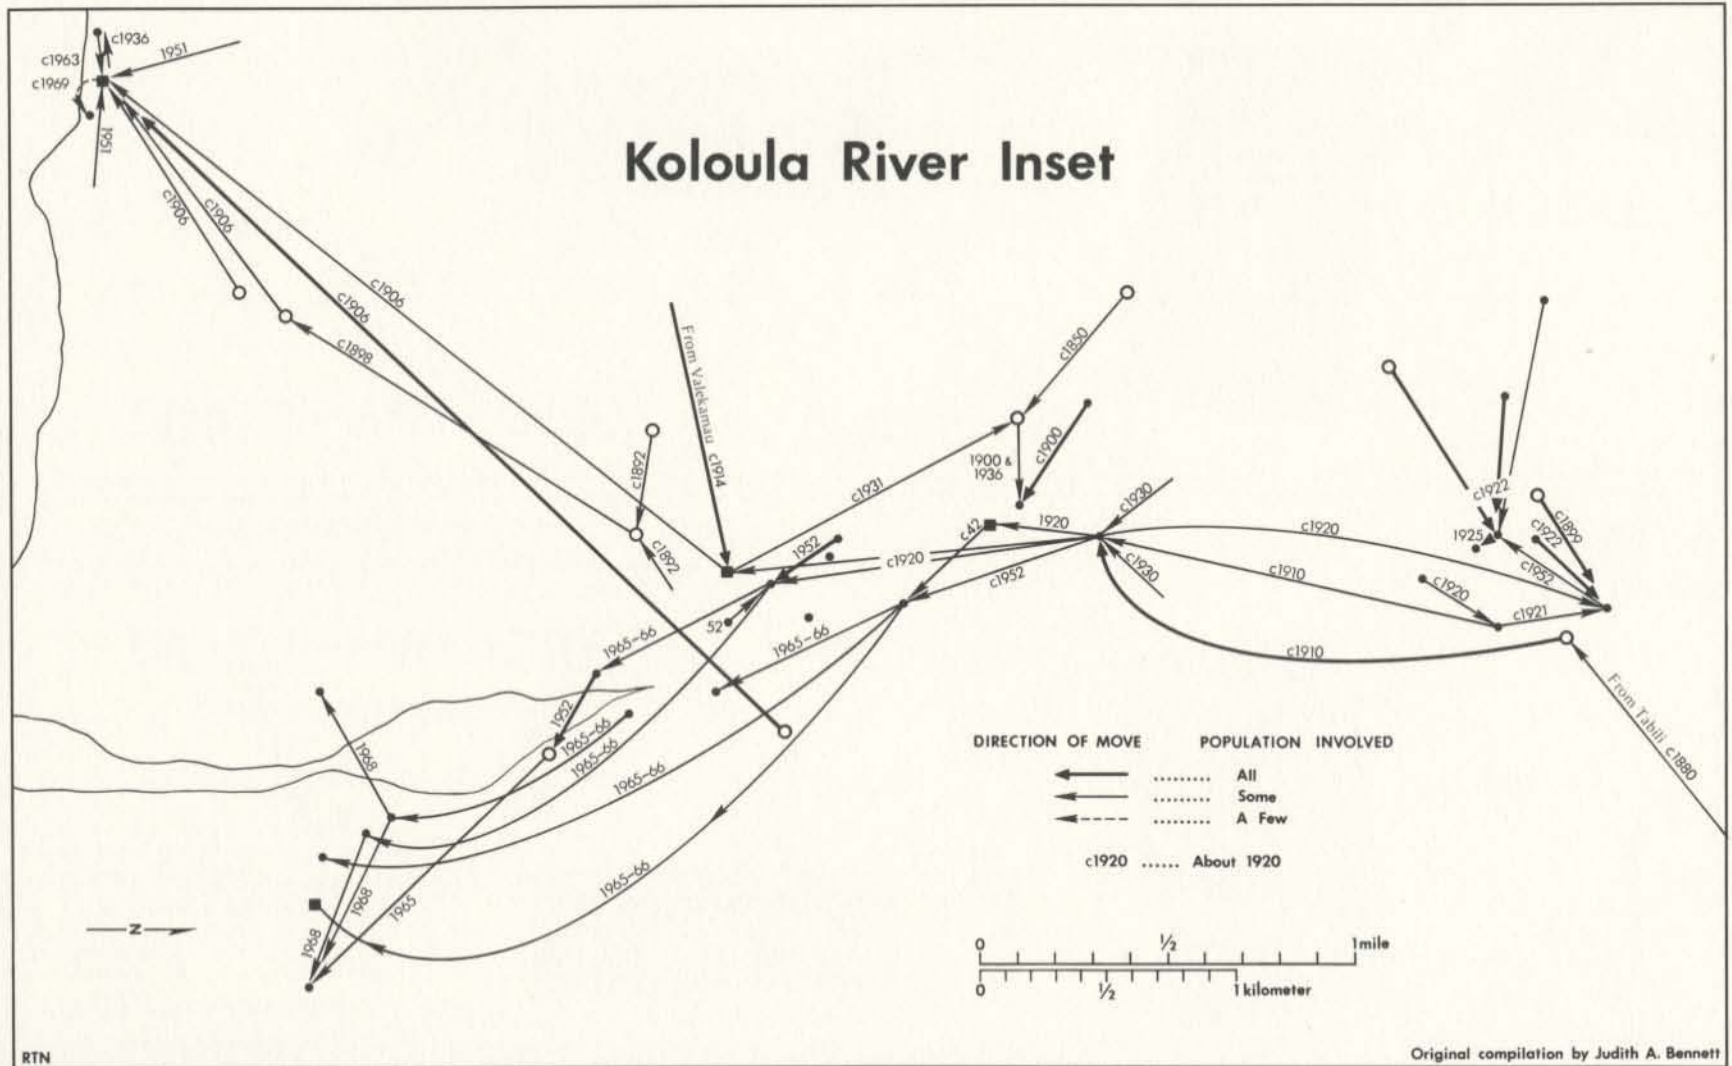 c1936
1951
c1963
c1969
1951
Koloula River Inset
c1906
c1906
c1906
c1906
c1898
From Valekamau c1914
c1850
c1892
c1892
c1931
1900 &
1936
c1900
c42
1920
c1930
c1930
1952
c1920
c1952
c1920
c1910
c1922
1925
c1899
c1922
c1952
c1920
c1921
c1910
From Tabili c1880
52
1965-66
1965-66
1952
1965-66
1965-66
1965-66
1968
1965-66
1968
1965
1968
N
DIRECTION OF MOVE POPULATION INVOLVED
......... All
......... Some
......... A Few
c1920 ...... About 1920
0 ½ 1 mile
0 ½ 1 kilometer
RTN
Original compilation by Judith A. Bennett